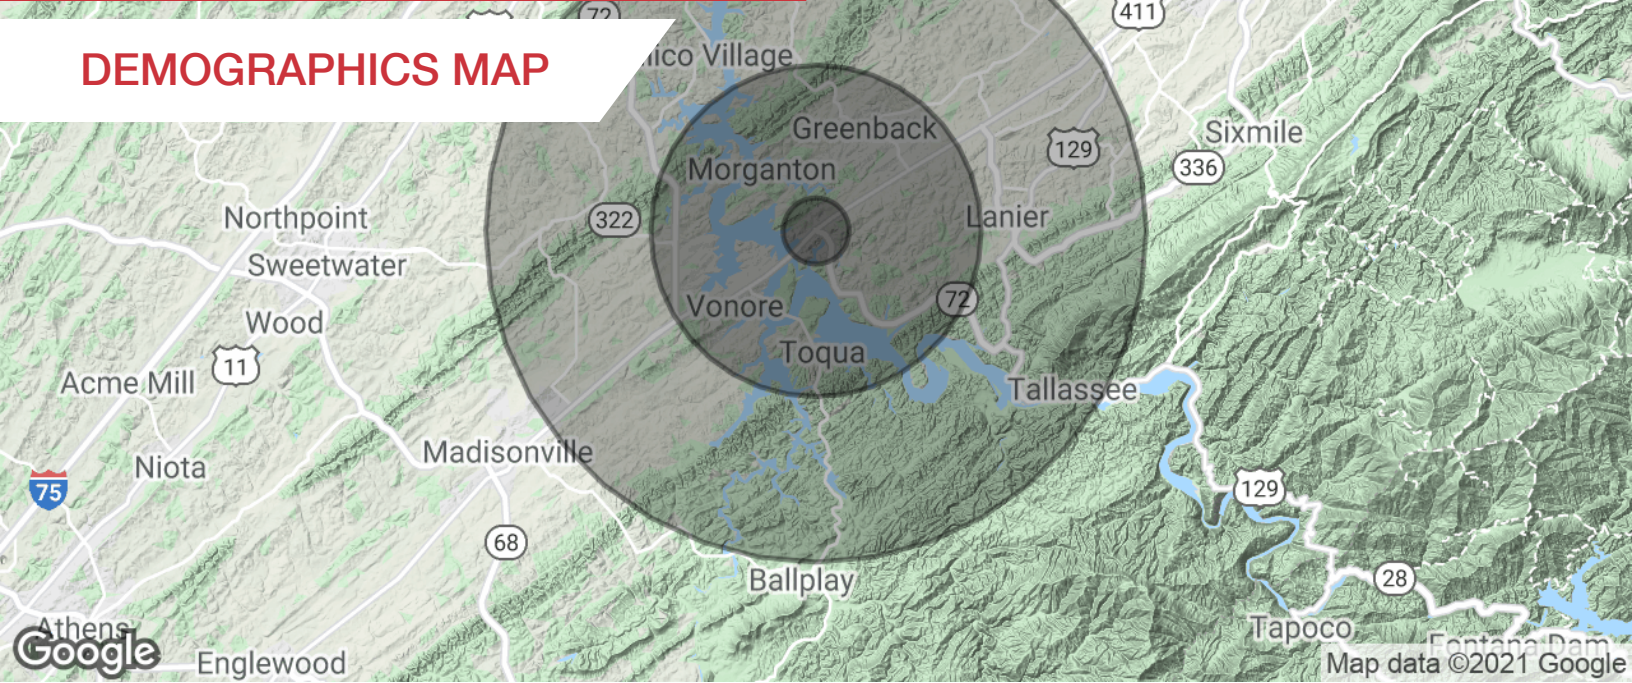 72
411
DEMOGRAPHICS MAP
ico Village
Greenback
129
Sixmile
336
Morganton
Northpoint
322
Lanier
Sweetwater
Vonore
72
Wood
Toqua
11
Acme Mill
Tallassee
Madisonville
Niota
75
129
68
Ballplay
28
Athens
Tapoco
Fontana Dam
Google
Englewood
Map data ©2021 Google